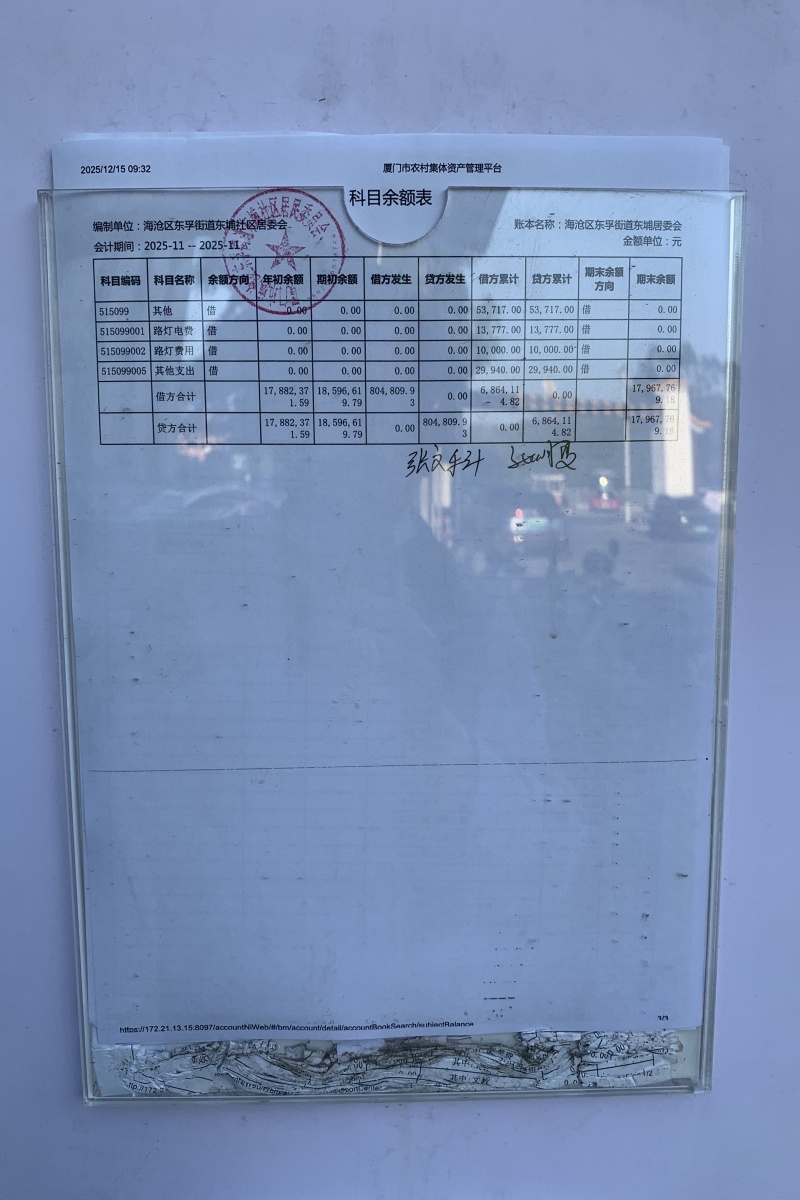 2025/12/15 09:32 厦门市农村集体资产管理平台
科目余额表
编制单位：海沧区东孚街道东埔社区居委会 账本名称：海沧区东孚街道东埔居委会
会计期间：2025-11 -- 2025-11 金额单位：元
科目编码 科目名称 余额方向 年初余额 期初余额 借方发生 贷方发生 借方累计 贷方累计 期末余额方向 期末余额
515099 其他 借 0.00 0.00 0.00 0.00 53,717.00 53,717.00 借 0.00
515099001 路灯电费 借 0.00 0.00 0.00 0.00 13,777.00 13,777.00 借 0.00
515099002 路灯费用 借 0.00 0.00 0.00 0.00 10,000.00 10,000.00 借 0.00
515099005 其他支出 借 0.00 0.00 0.00 0.00 29,940.00 29,940.00 借 0.00
借方合计 17,882,371.59 18,596,619.79 804,809.93 0.00 6,864,114.82 0.00 17,967,769.18
贷方合计 17,882,371.59 18,596,619.79 0.00 804,809.93 0.00 6,864,114.82 17,967,769.18
https://172.21.13.15:8097/accountNlWeb/#/bm/account/detail/accountBookSearch/subjectBalance 3/3